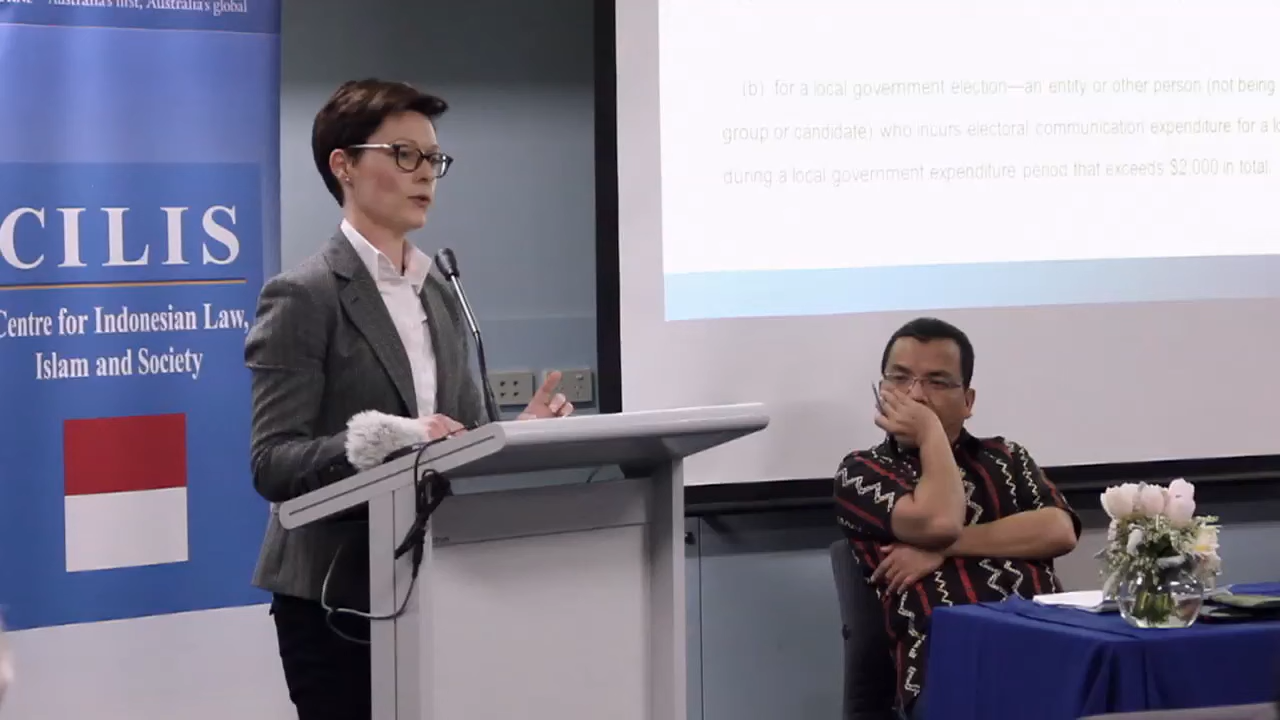 Australia's first, Australia's global
CILIS
Centre for Indonesian Law,
Islam and Society
(b) for a local government election—an entity or other person (not being
group or candidate) who incurs electoral communication expenditure for a
during a local government expenditure period that exceeds $2,000 in total.